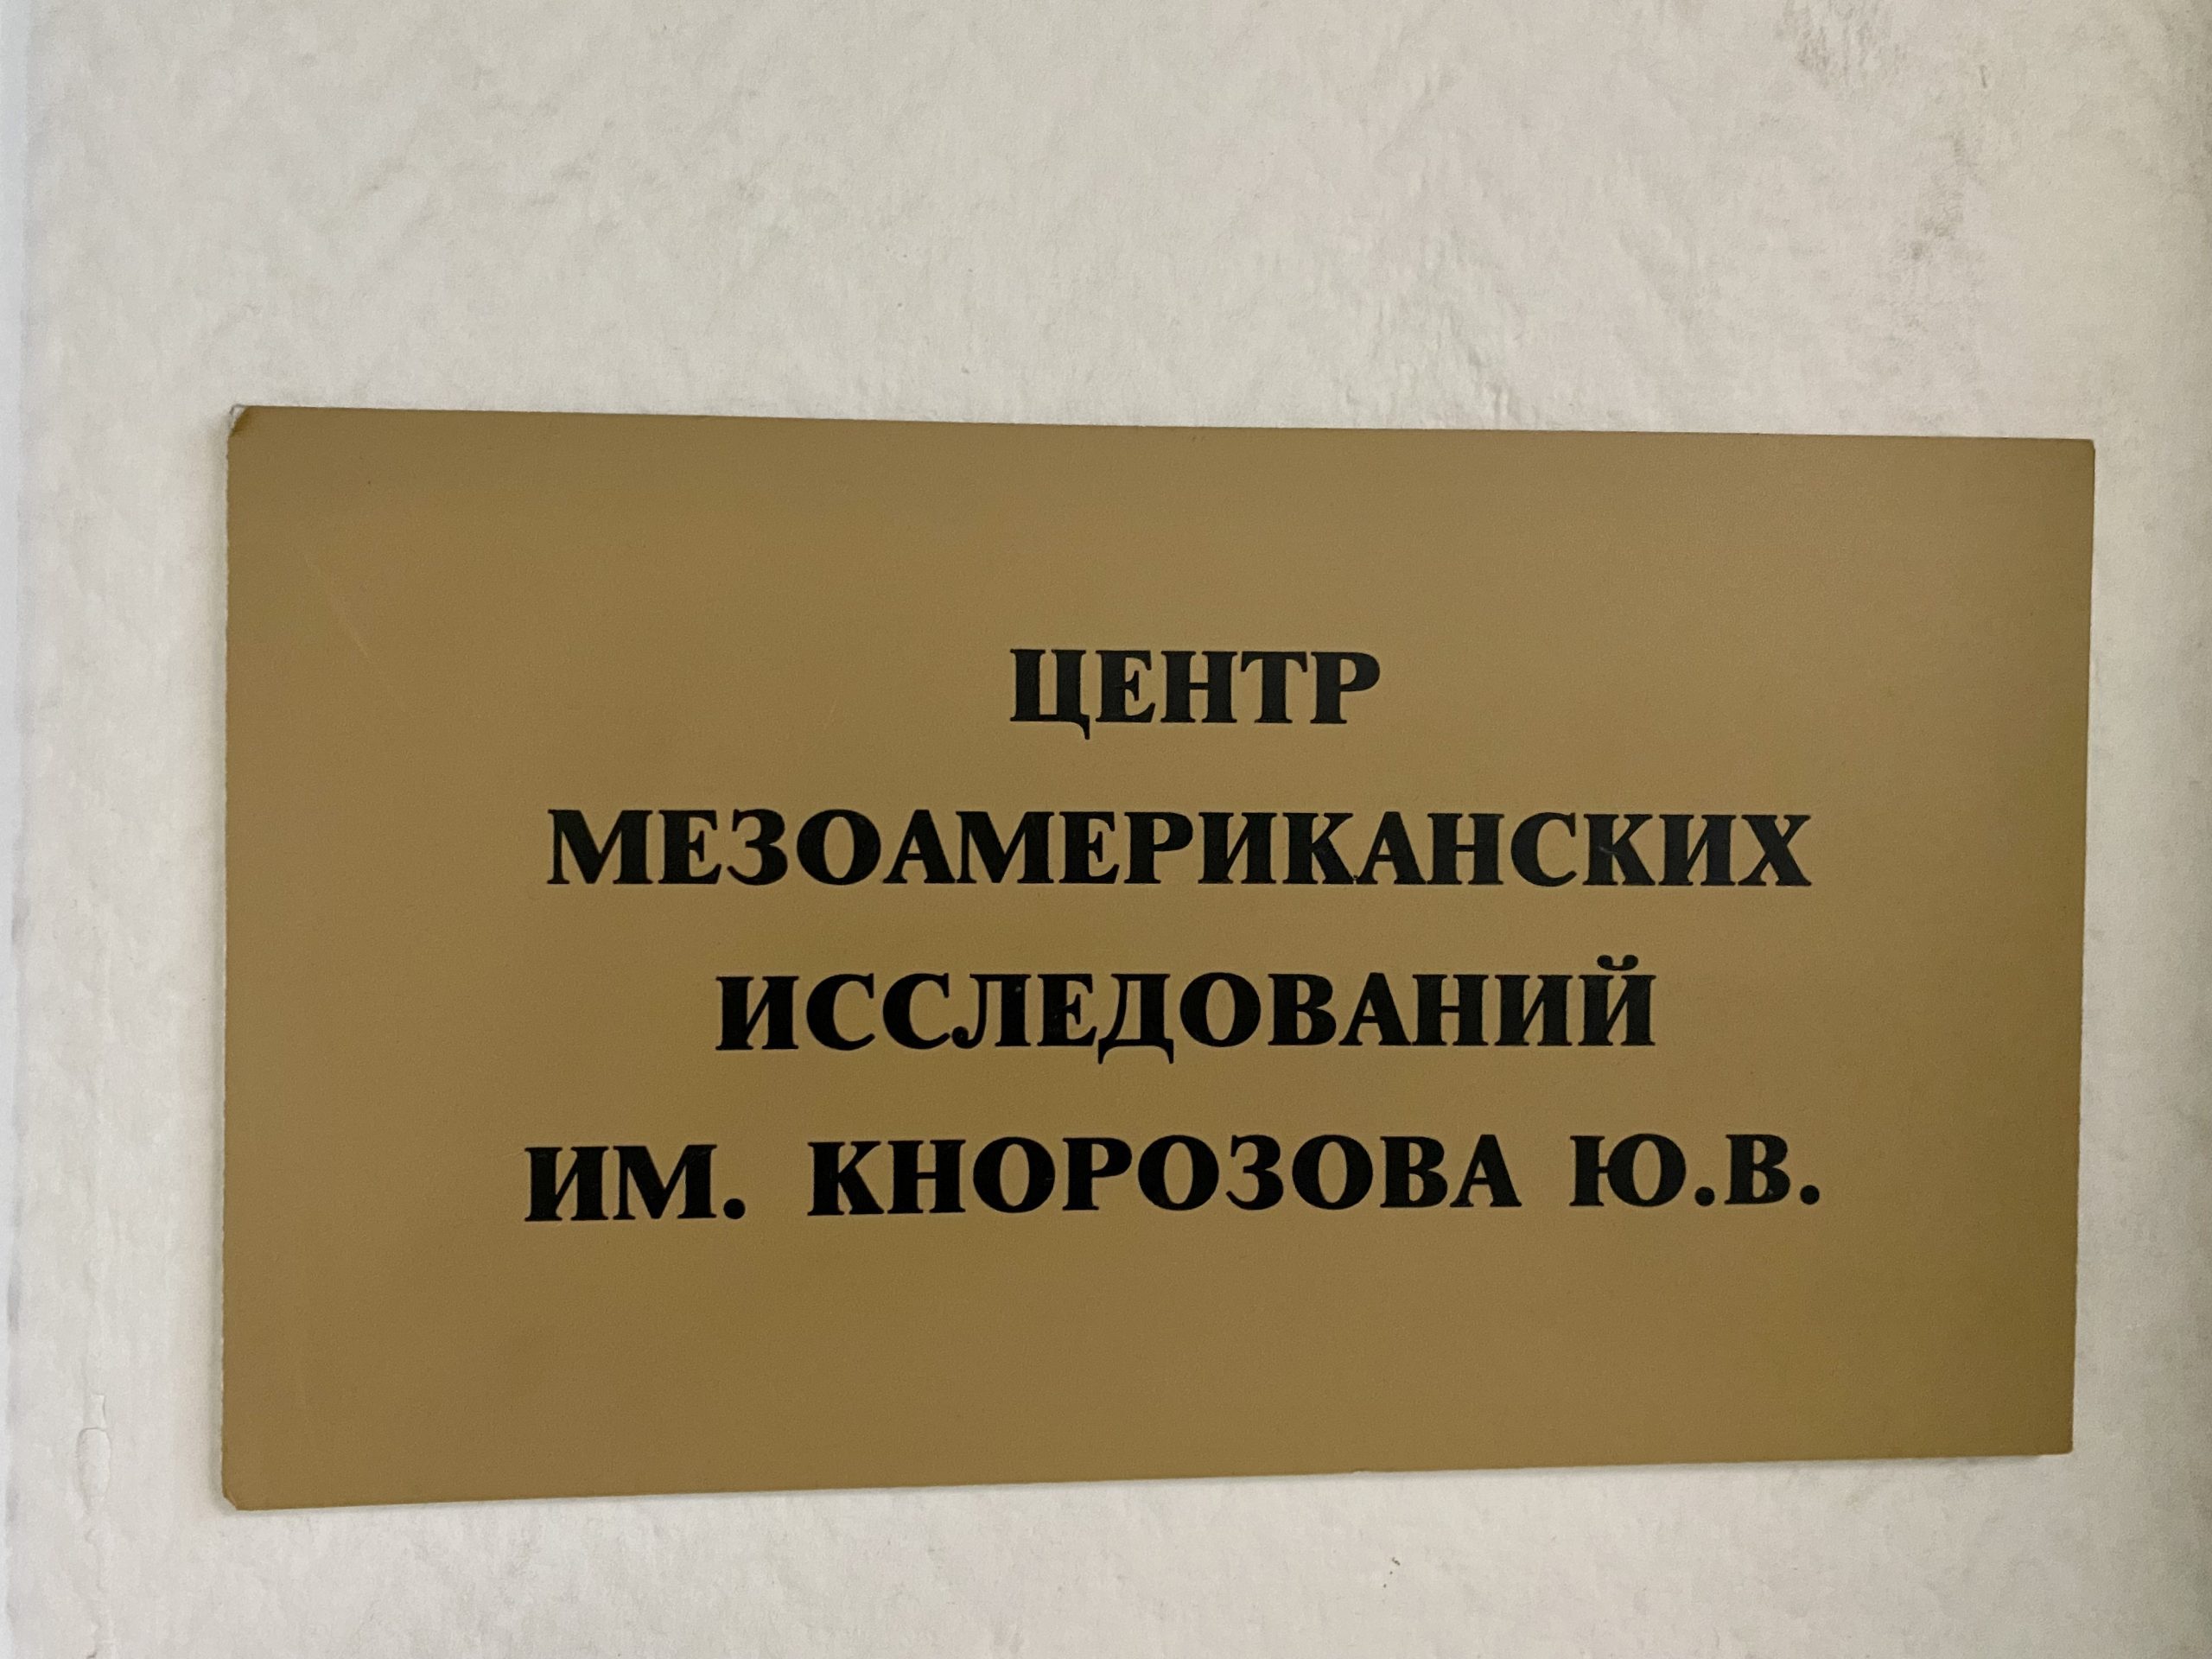 ЦЕНТР
МЕЗОАМЕРИКАНСКИХ
ИССЛЕДОВАНИЙ
ИМ. КНОРОЗОВА Ю.В.